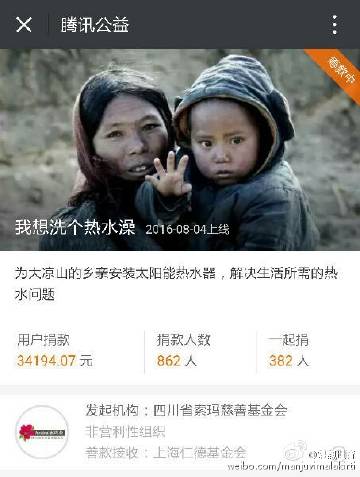 腾讯公益
募款中
我想洗个热水澡 2016-08-04上线
为大凉山的乡亲安装太阳能热水器，解决生活所需的热
水问题
用户捐款 捐款人数 一起捐
34194.07 元 862 人 382 人
发起机构：四川省索玛慈善基金会
非营利性组织
善款接收：上海仁德基金会
weibo.com/manjuvimalakirti